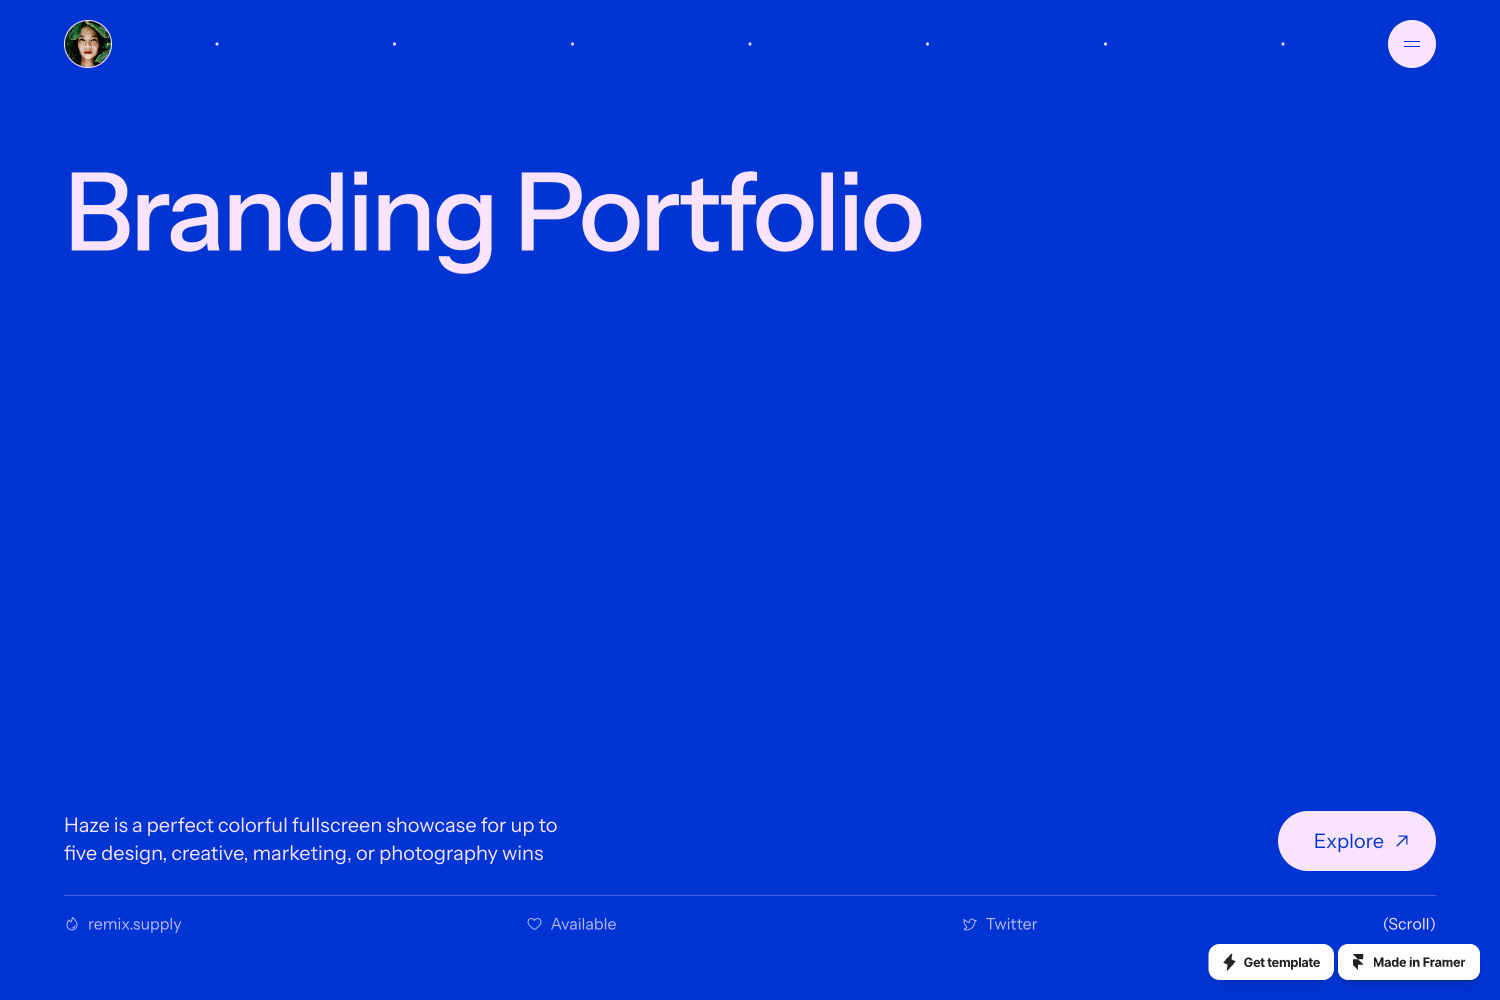 Branding Portfolio
Haze is a perfect colorful fullscreen showcase for up to
five design, creative, marketing, or photography wins
Explore
remix.supply
Available
Twitter
(Scroll)
Get template
Made in Framer